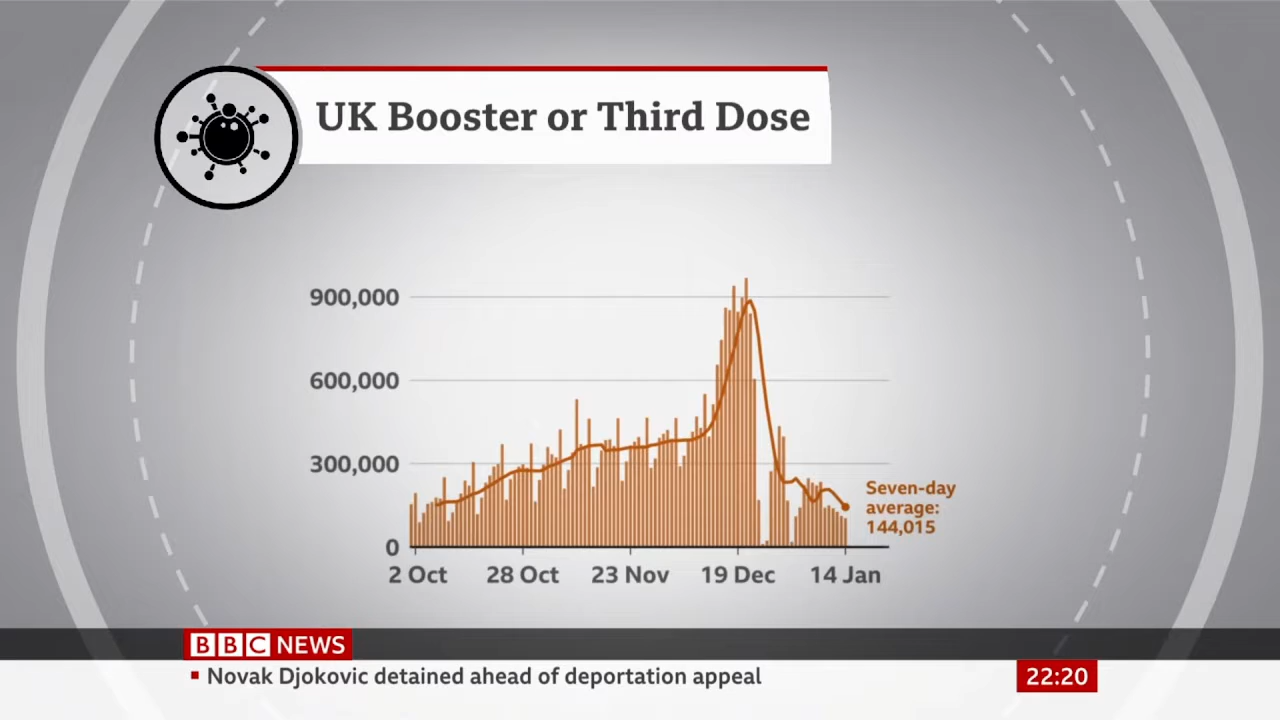 UK Booster or Third Dose
900,000
600,000
300,000
0
Seven-day
average:
144,015
2 Oct 28 Oct 23 Nov 19 Dec 14 Jan
BBC NEWS
Novak Djokovic detained ahead of deportation appeal
22:20